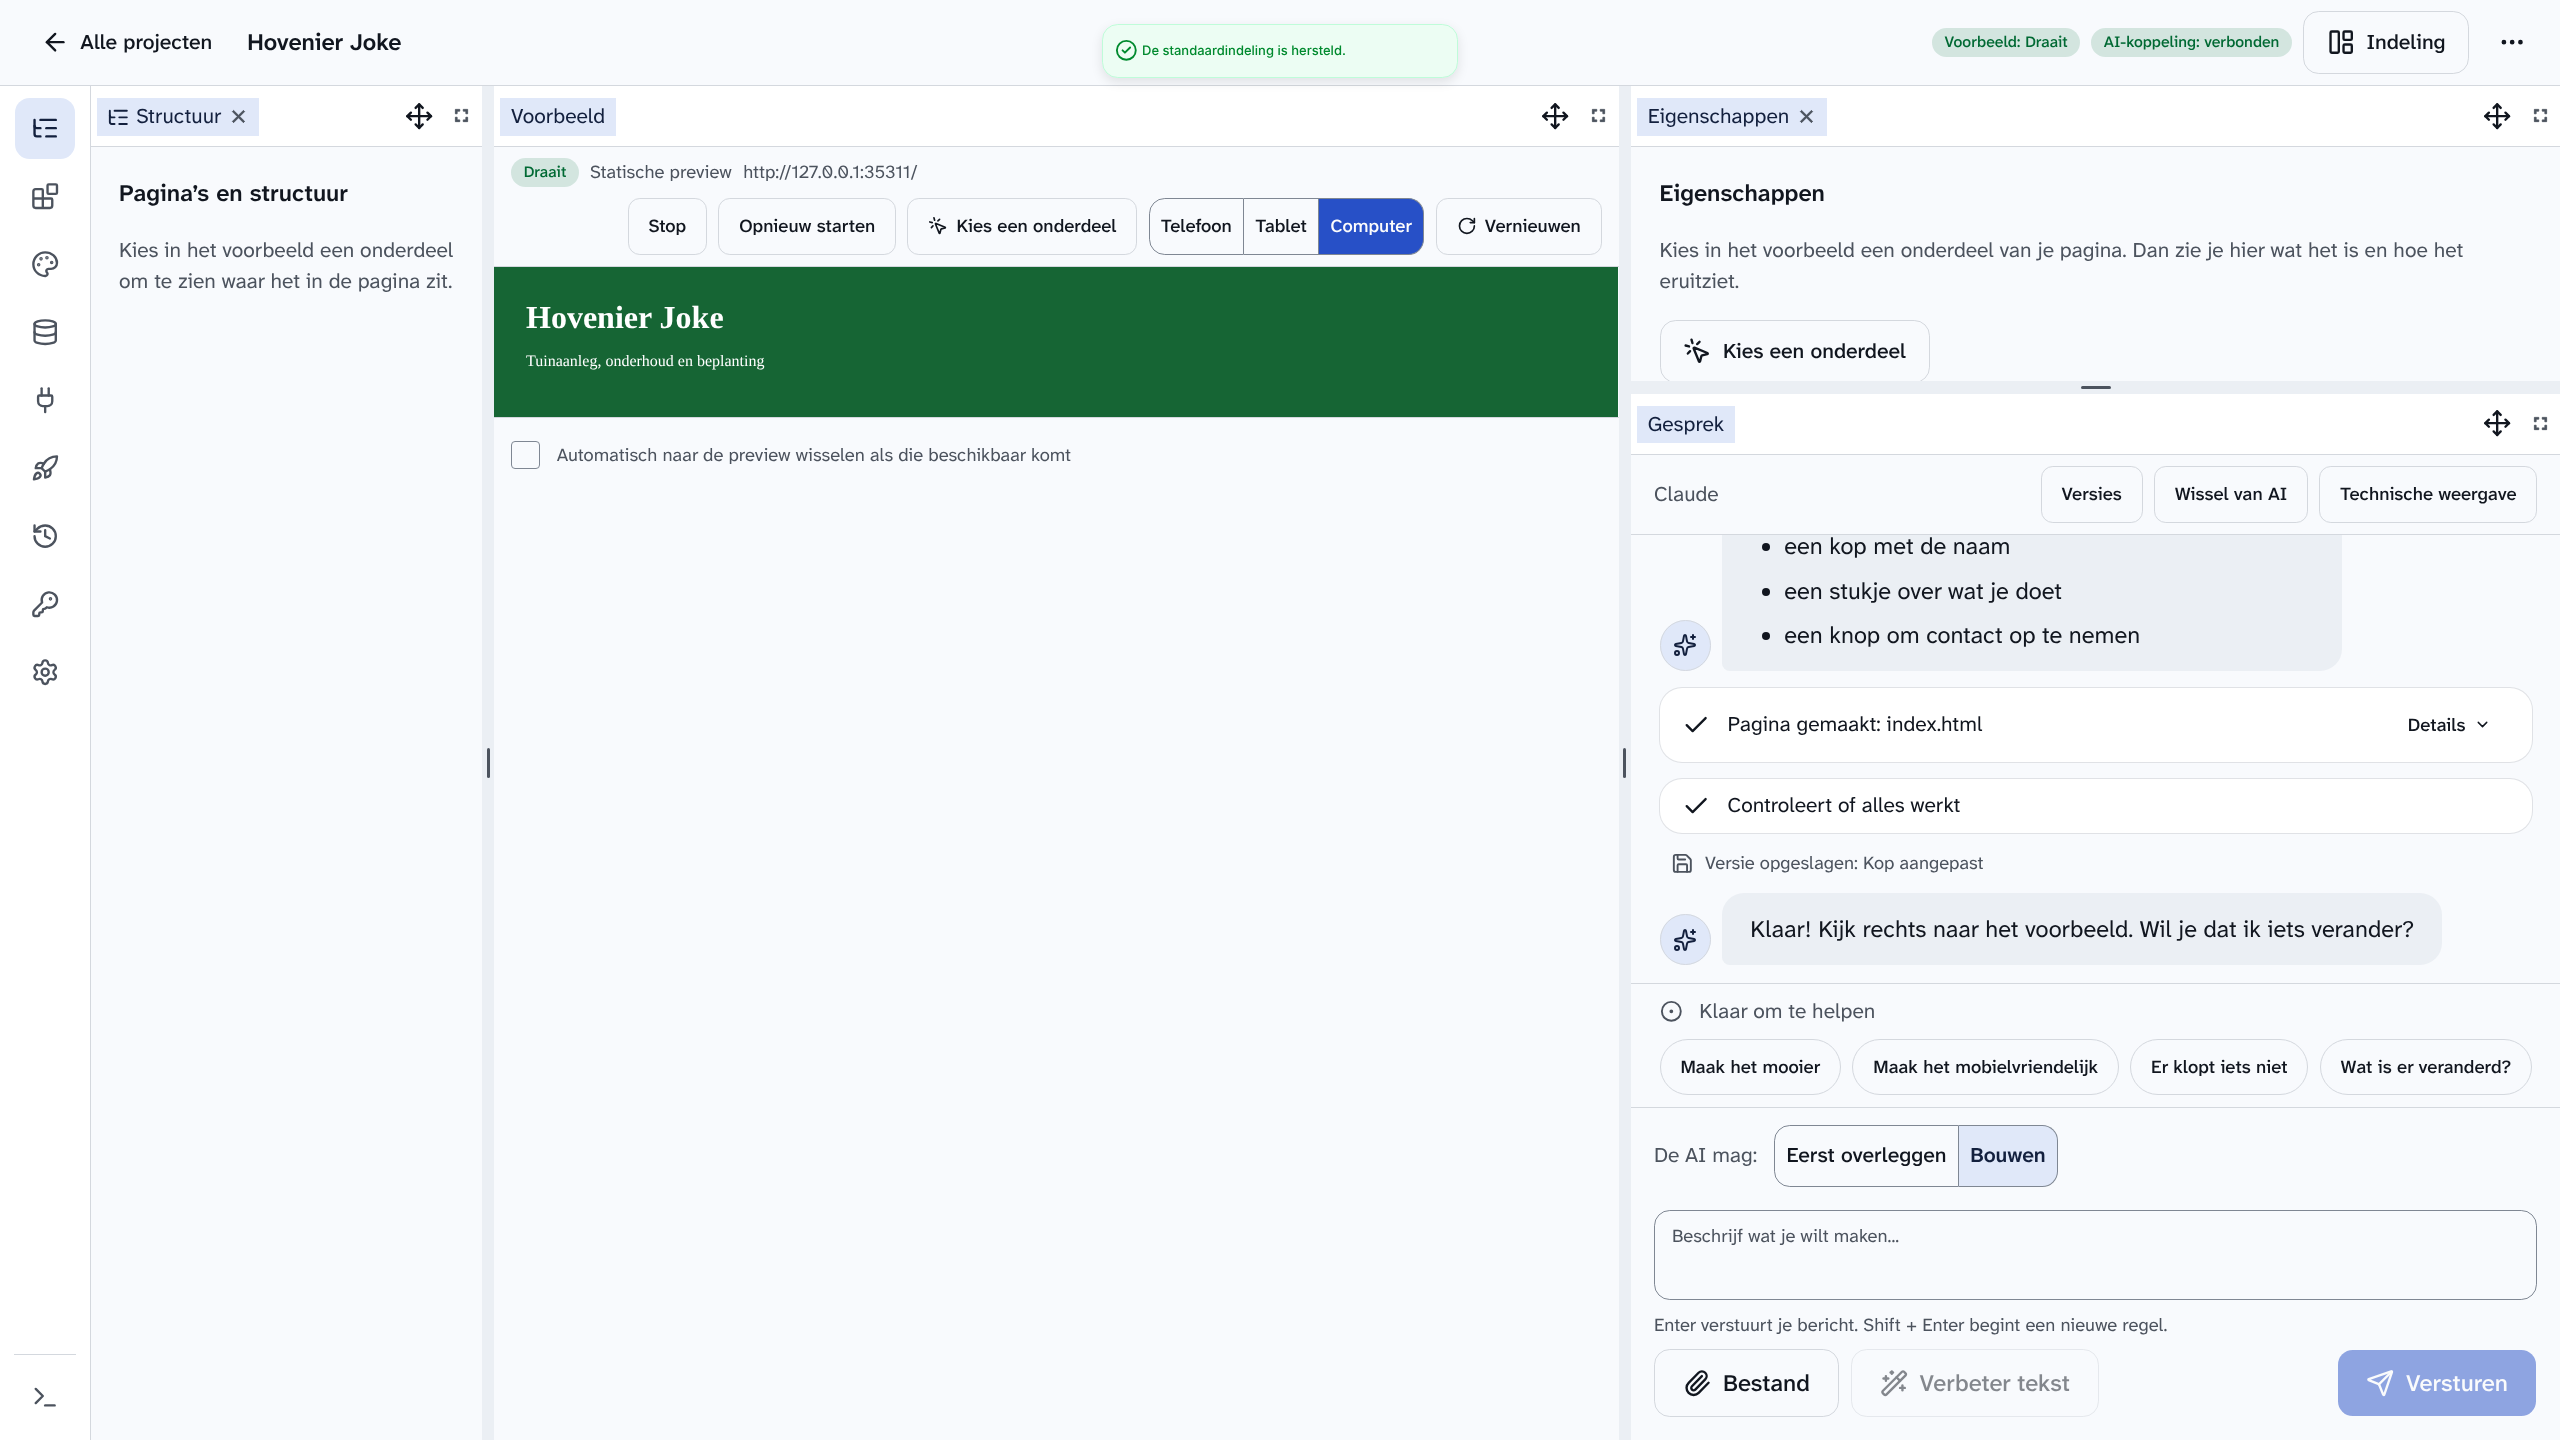 Alle projecten
Hovenier Joke
De standaardindeling is hersteld.
Voorbeeld: Draait
AI-koppeling: verbonden
Indeling
Structuur
Pagina’s en structuur
Kies in het voorbeeld een onderdeel
om te zien waar het in de pagina zit.
Voorbeeld
Draait
Statische preview
http://127.0.0.1:35311/
Stop
Opnieuw starten
Kies een onderdeel
Telefoon
Tablet
Computer
Vernieuwen
Hovenier Joke
Tuinaanleg, onderhoud en beplanting
Automatisch naar de preview wisselen als die beschikbaar komt
Eigenschappen
Eigenschappen
Kies in het voorbeeld een onderdeel van je pagina. Dan zie je hier wat het is en hoe het
eruitziet.
Kies een onderdeel
Gesprek
Claude
Versies
Wissel van AI
Technische weergave
een kop met de naam
een stukje over wat je doet
een knop om contact op te nemen
Pagina gemaakt: index.html
Details
Controleert of alles werkt
Versie opgeslagen: Kop aangepast
Klaar! Kijk rechts naar het voorbeeld. Wil je dat ik iets verander?
Klaar om te helpen
Maak het mooier
Maak het mobielvriendelijk
Er klopt iets niet
Wat is er veranderd?
De AI mag:
Eerst overleggen
Bouwen
Beschrijf wat je wilt maken...
Enter verstuurt je bericht. Shift + Enter begint een nieuwe regel.
Bestand
Verbeter tekst
Versturen